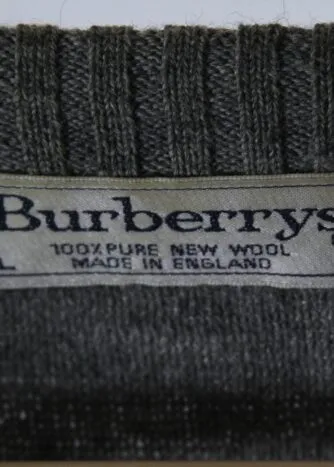 Burberrys
100% PURE NEW WOOL
L MADE IN ENGLAND